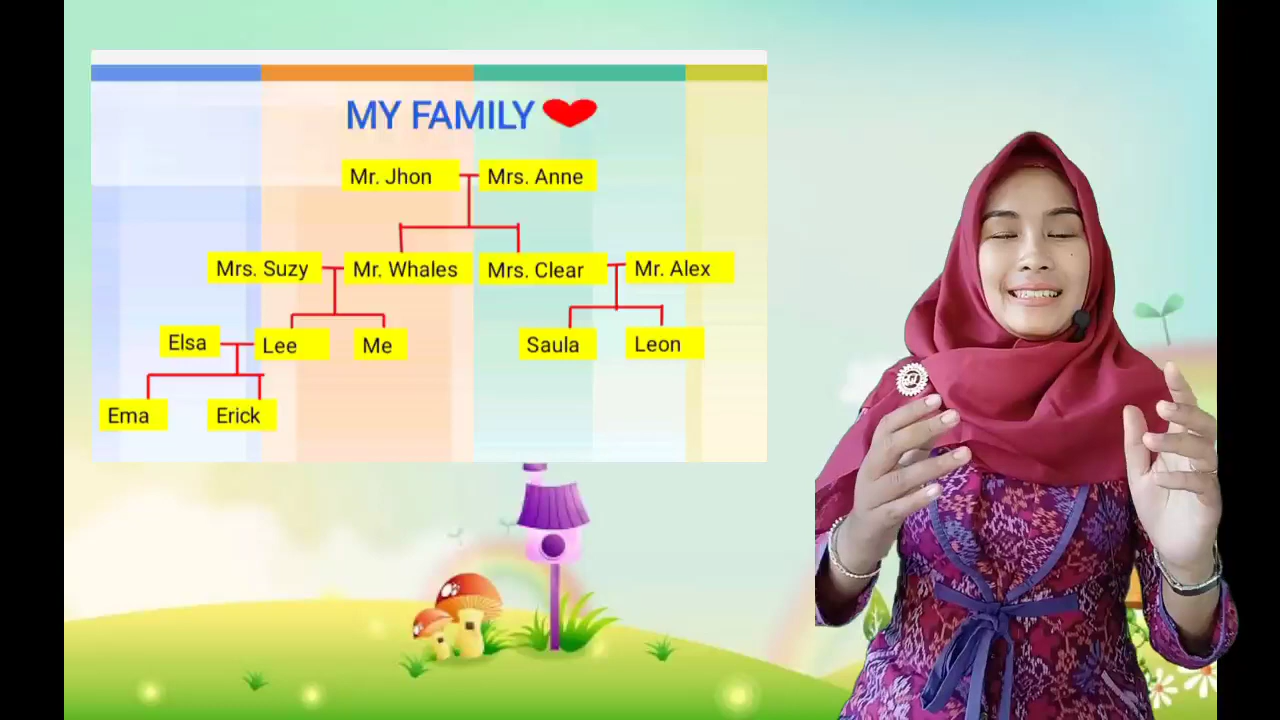 MY FAMILY
Mr. Jhon Mrs. Anne
Mrs. Suzy Mr. Whales Mrs. Clear Mr. Alex
Elsa Lee Me Saula Leon
Ema Erick